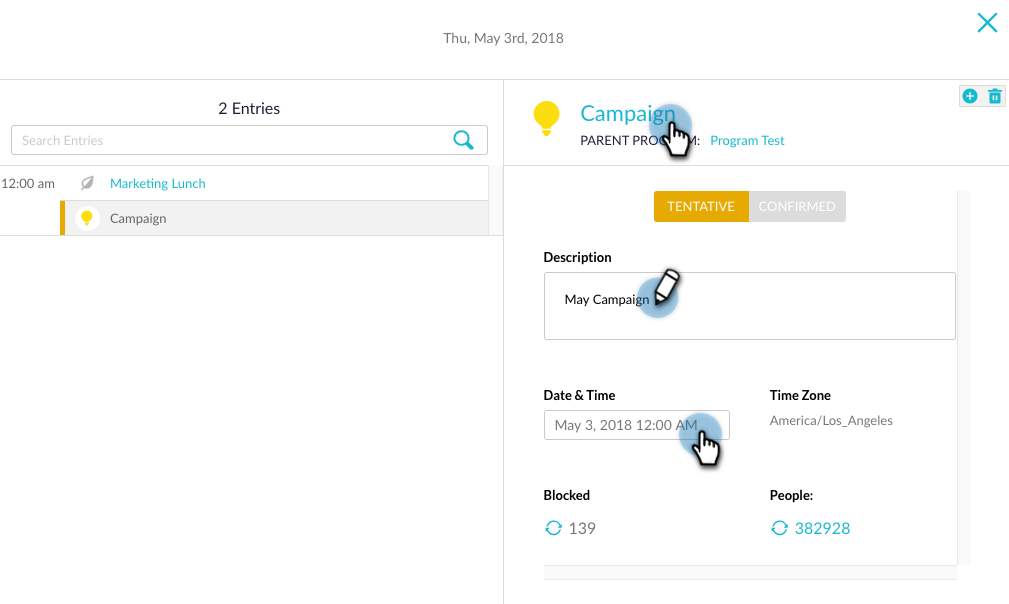 Thu, May 3rd, 2018
2 Entries
Search Entries
12:00 am Marketing Lunch
Campaign
Campaign
PARENT PROGRAM: Program Test
TENTATIVE CONFIRMED
Description
May Campaign
Date & Time Time Zone
May 3, 2018 12:00 AM America/Los_Angeles
Blocked People:
139 382928